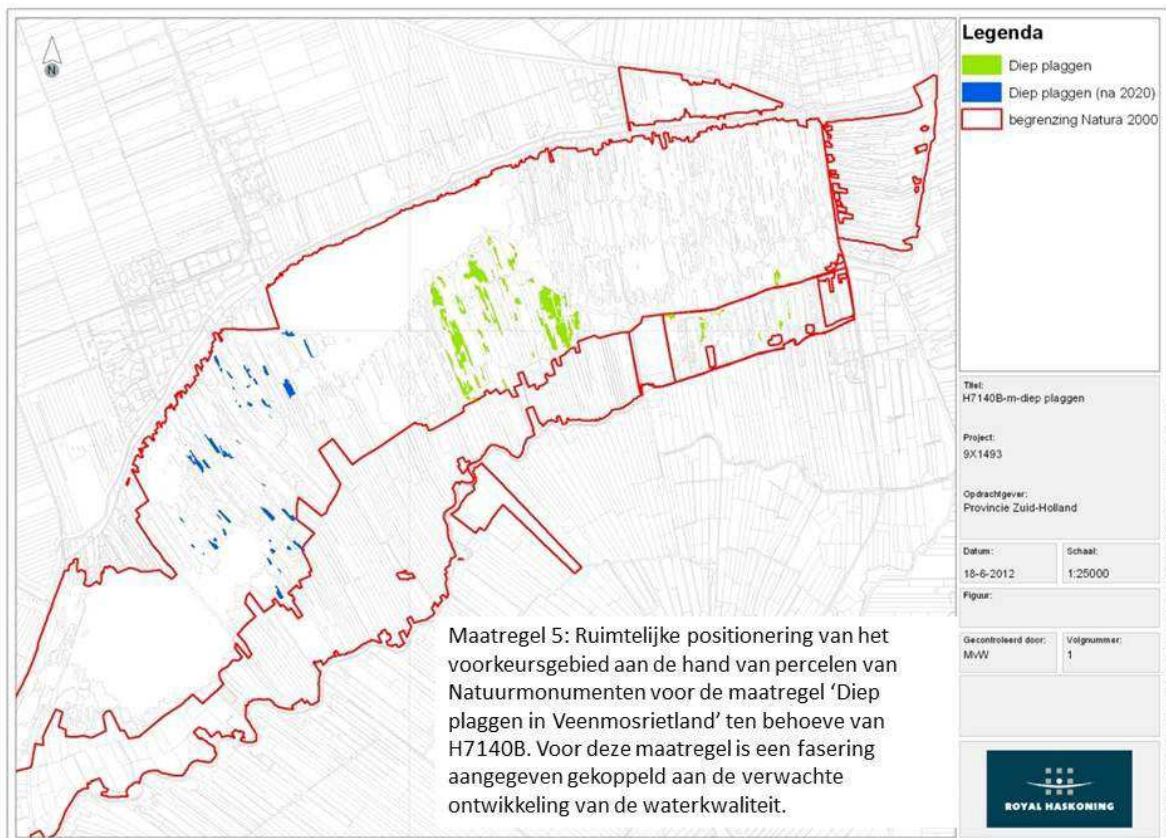 N
Legenda
Diep plaggen
Diep plaggen (na 2020)
begrenzing Natura 2000
Titel:
H7140B-m-diep plaggen
Project:
9X1493
Opdrachtgever:
Provincie Zuid-Holland
Datum:
18-6-2012
Schaal:
1:25000
Figuur:
Gecontroleerd door:
MvW
Volgnummer:
1
Maatregel 5: Ruimtelijke positionering van het
voorkeursgebied aan de hand van percelen van
Natuurmonumenten voor de maatregel ‘Diep
plaggen in Veenmosrietland’ ten behoeve van
H7140B. Voor deze maatregel is een fasering
aangegeven gekoppeld aan de verwachte
ontwikkeling van de waterkwaliteit.
ROYAL HASKONING